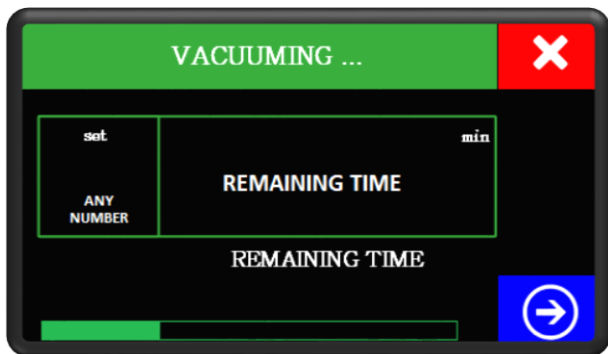 VACUUMING ...
set
min
REMAINING TIME
ANY
NUMBER
REMAINING TIME